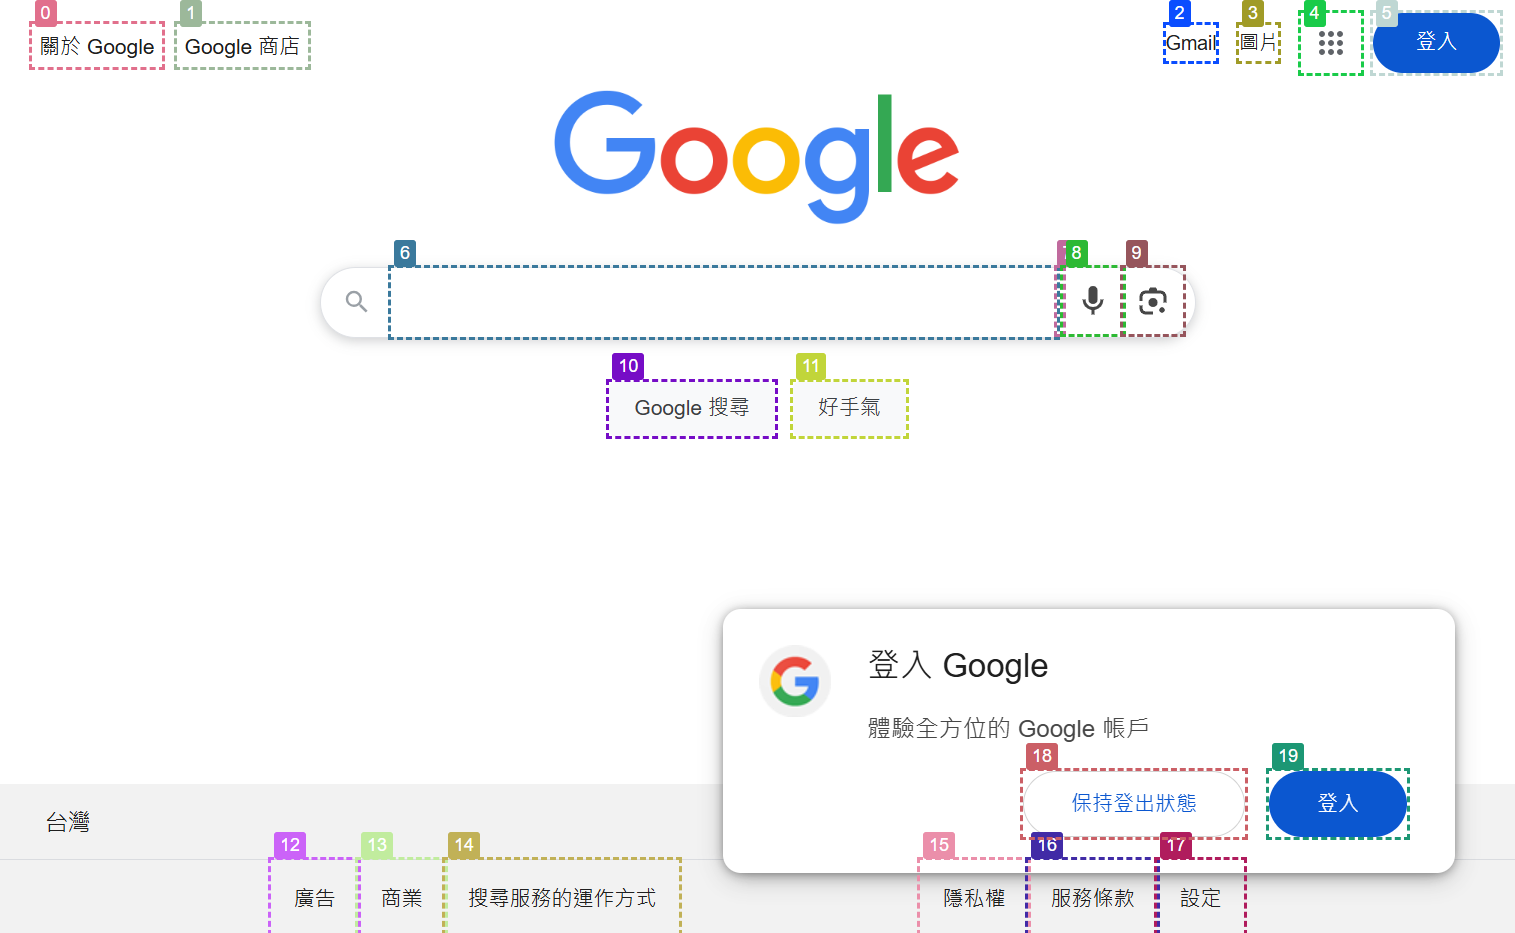 0
1
2
3
4
5
關於 Google
Google 商店
Gmail
圖片
登入
Google
6
8
9
10
11
Google 搜尋
好手氣
登入 Google
體驗全方位的 Google 帳戶
18
19
保持登出狀態
登入
台灣
12
13
14
15
16
17
廣告
商業
搜尋服務的運作方式
隱私權
服務條款
設定